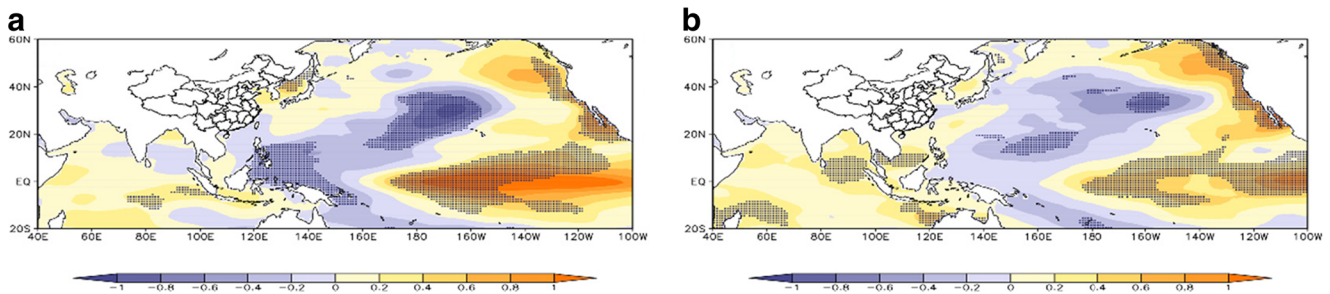 a b
60N 60N
40N 40N
20N 20N
EQ EQ
20S 20S
40E 60E 80E 100E 120E 140E 160E 180 160W 140W 120W 100W 40E 60E 80E 100E 120E 140E 160E 180 160W 140W 120W 100W
−1 −0.8 −0.6 −0.4 −0.2 0 0.2 0.4 0.6 0.8 1 −1 −0.8 −0.6 −0.4 −0.2 0 0.2 0.4 0.6 0.8 1